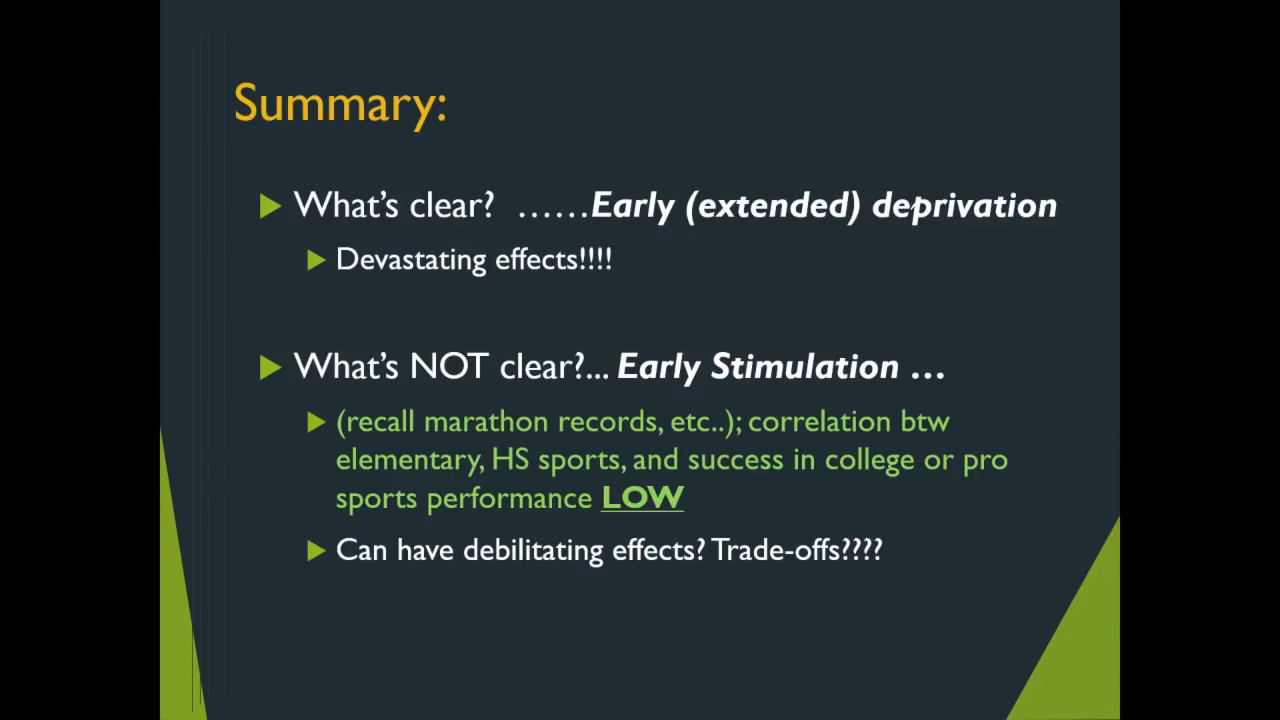 Summary:
What's clear? ……Early (extended) deprivation
Devastating effects!!!!
What's NOT clear?... Early Stimulation …
(recall marathon records, etc..); correlation btw
elementary, HS sports, and success in college or pro
sports performance LOW
Can have debilitating effects? Trade-offs????